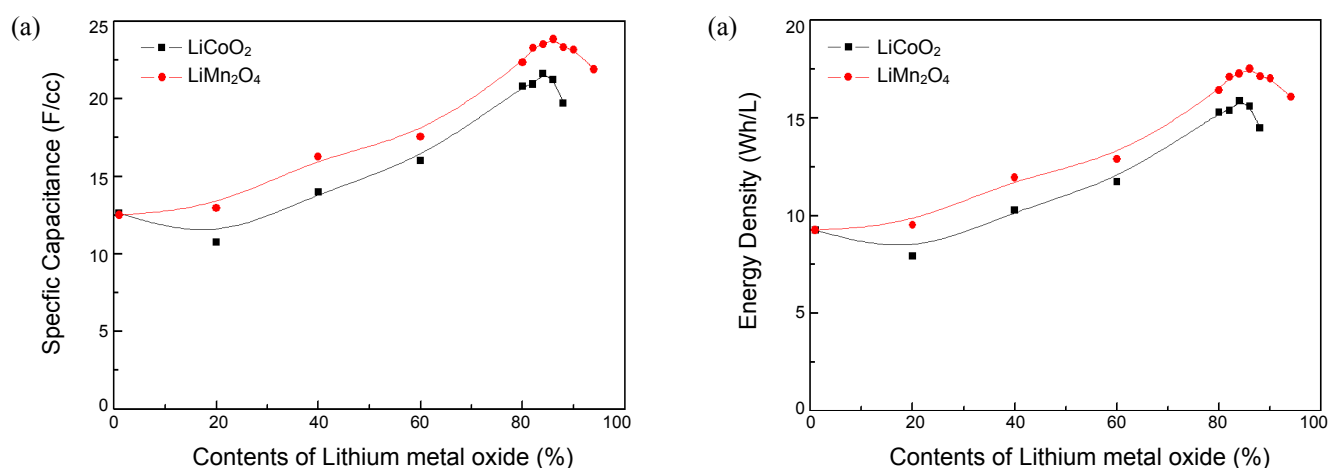 (a)
Specfic Capacitance (F/cc)
25
20
15
10
5
0
LiCoO₂
LiMn₂O₄
0 20 40 60 80 100
Contents of Lithium metal oxide (%)
(a)
Energy Density (Wh/L)
20
15
10
5
0
LiCoO₂
LiMn₂O₄
0 20 40 60 80 100
Contents of Lithium metal oxide (%)